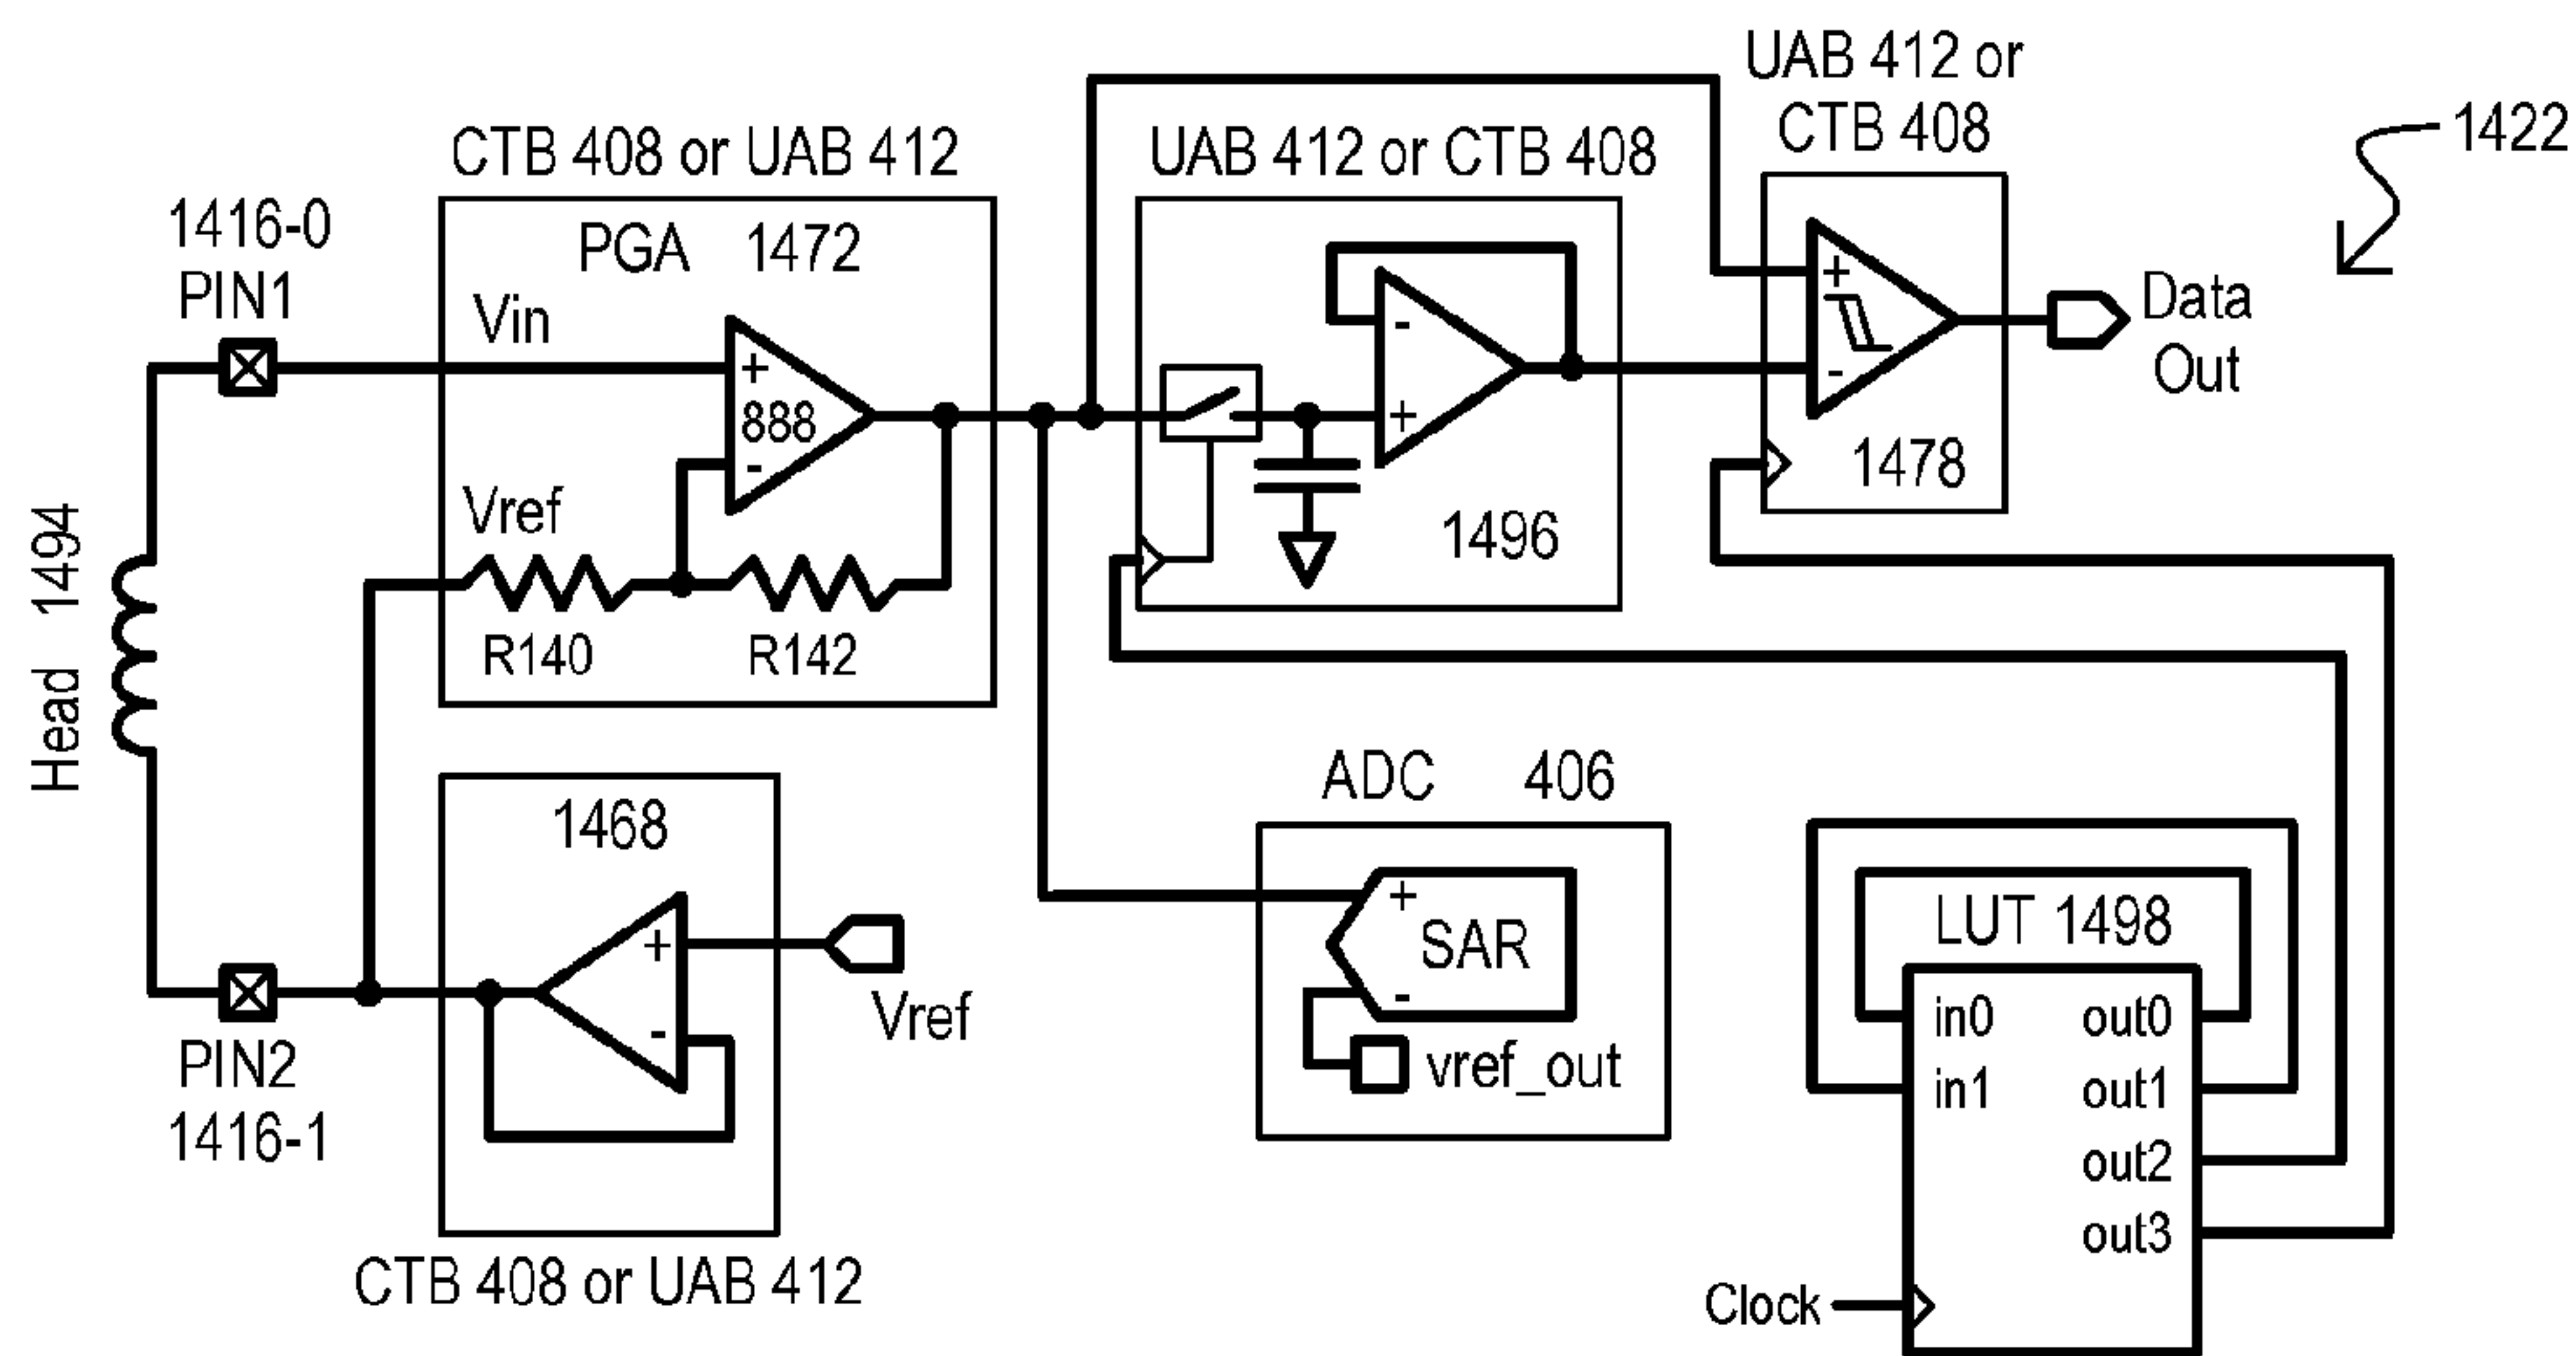 UAB 412 or
CTB 408
1422
CTB 408 or UAB 412
UAB 412 or CTB 408
1416-0
PIN1
PGA 1472
Vin
+
888
-
Vref
R140
R142
-
+
1496
+
-
1478
Data
Out
Head 1494
1468
+
-
Vref
PIN2
1416-1
CTB 408 or UAB 412
ADC 406
+
SAR
-
vref_out
LUT 1498
in0 out0
in1 out1
out2
out3
Clock